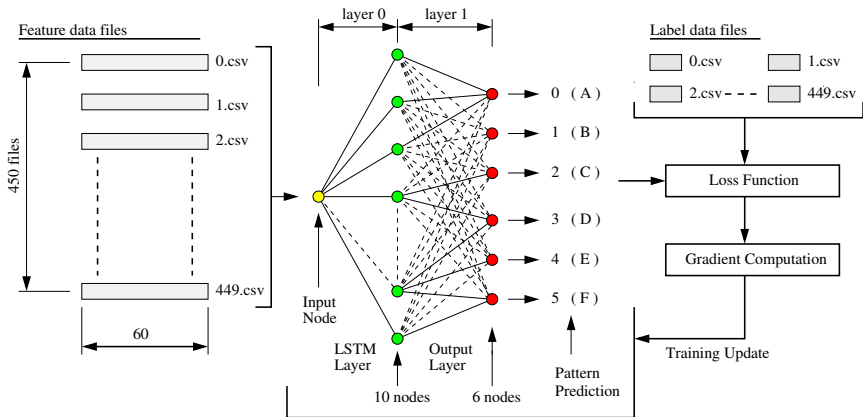 layer 0
layer 1
Feature data files
Label data files
0.csv
1.csv
2.csv
449.csv
450 files
60
Input
Node
LSTM
Layer
Output
Layer
10 nodes
6 nodes
0 ( A )
1 ( B )
2 ( C )
3 ( D )
4 ( E )
5 ( F )
Pattern
Prediction
0.csv
1.csv
2.csv
449.csv
Loss Function
Gradient Computation
Training Update